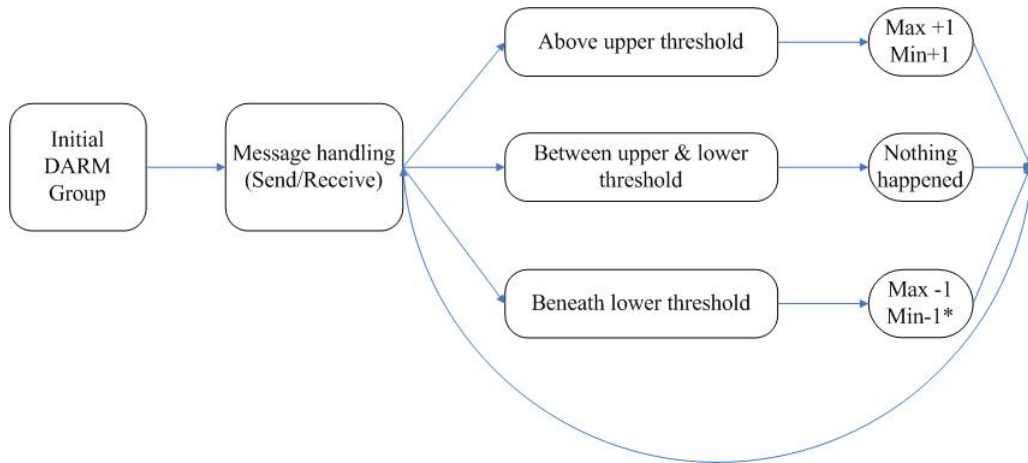 Initial
DARM
Group
Message handling
(Send/Receive)
Above upper threshold
Max +1
Min+1
Between upper & lower
threshold
Nothing
happened
Beneath lower threshold
Max -1
Min-1*